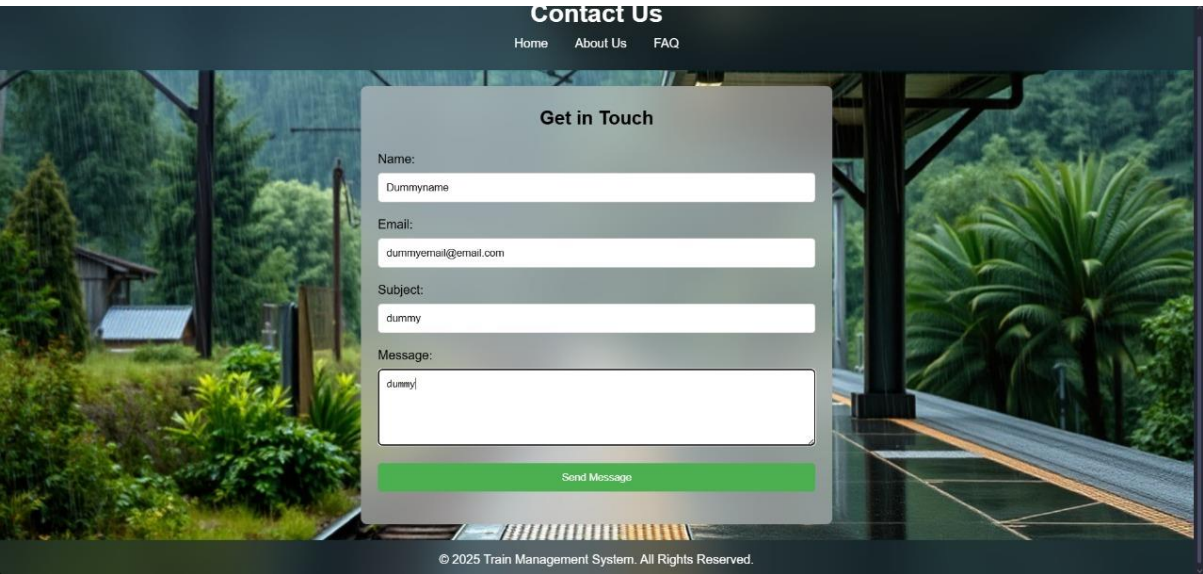 Contact Us
Home About Us FAQ
Get in Touch
Name:
Dummyname
Email:
dummyemail@email.com
Subject:
dummy
Message:
dummy
Send Message
© 2025 Train Management System. All Rights Reserved.